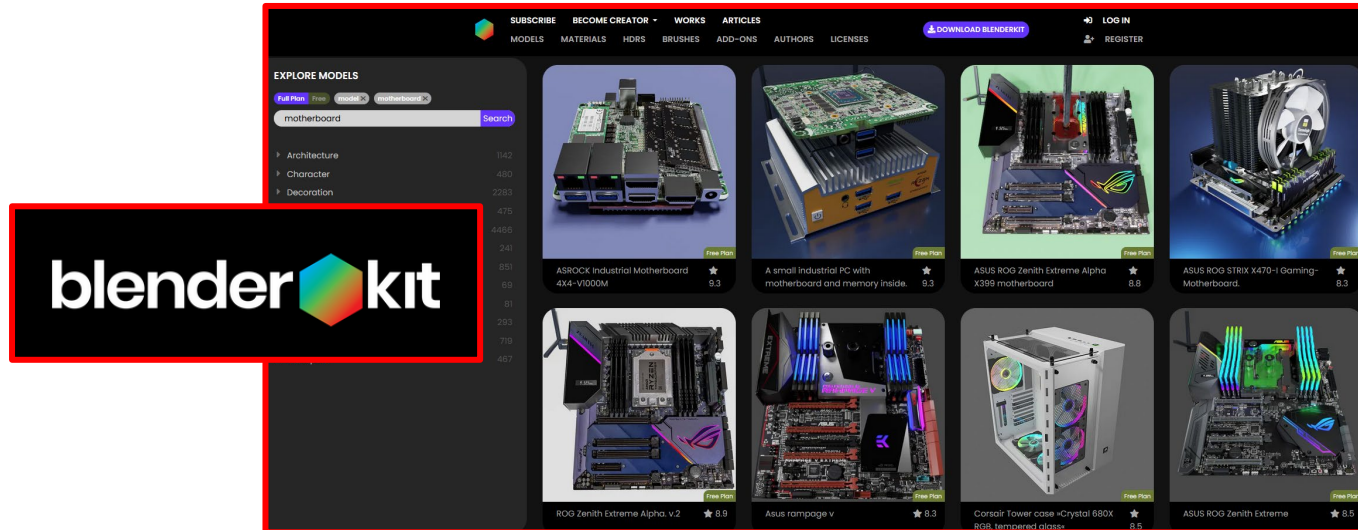 SUBSCRIBE BECOME CREATOR WORKS ARTICLES
MODELS MATERIALS HDRS BRUSHES ADD-ONS AUTHORS LICENSES
DOWNLOAD BLENDERKIT
LOG IN
REGISTER
EXPLORE MODELS
Full Plan Free model motherboard
motherboard Search
Architecture 1142
Character 480
Decoration 2283
475
4466
241
851
69
81
293
719
467
blenderkit
Free Plan
ASROCK Industrial Motherboard
4X4-V1000M 9.3
Free Plan
A small industrial PC with
motherboard and memory inside. 9.3
Free Plan
ASUS ROG Zenith Extreme Alpha
X399 motherboard 8.8
Free Plan
ASUS ROG STRIX X470-I Gaming-
Motherboard. 8.3
RYZEN
Free Plan
ROG Zenith Extreme Alpha. v.2 8.9
Free Plan
Asus rampage v 8.3
Free Plan
Corsair Tower case «Crystal 680X
RGB, tempered glass» 8.5
Free Plan
ASUS ROG Zenith Extreme 8.5